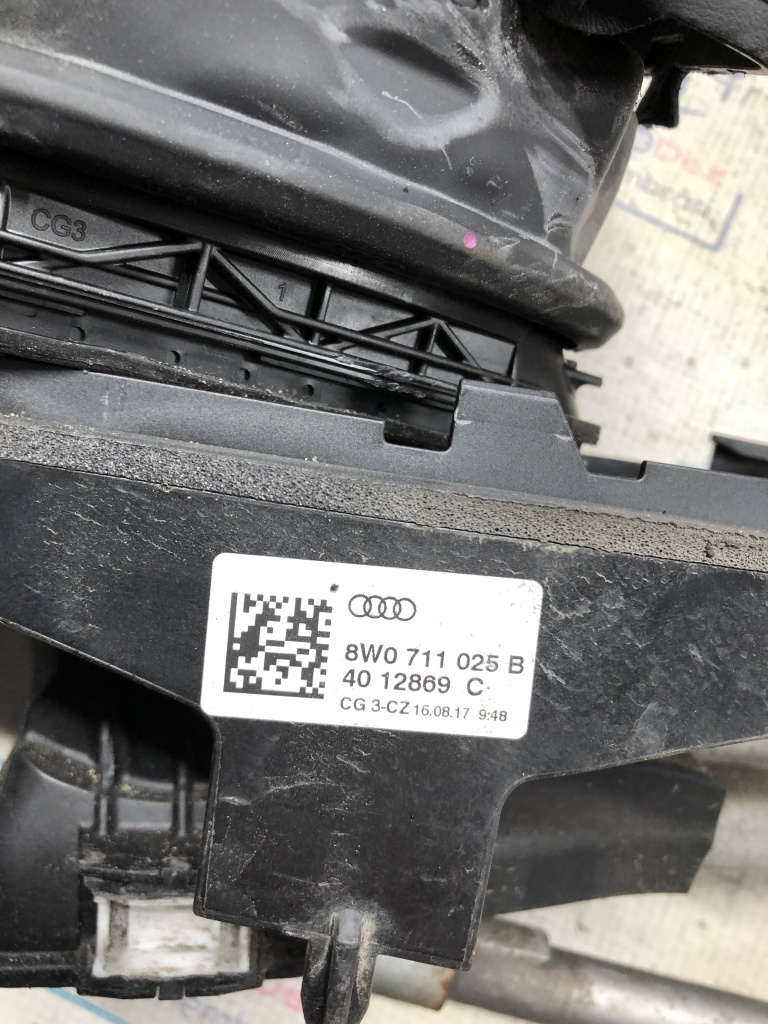 CG3
1
8W0 711 025 B
40 12869 C
CG 3-CZ 16.08.17 9:48